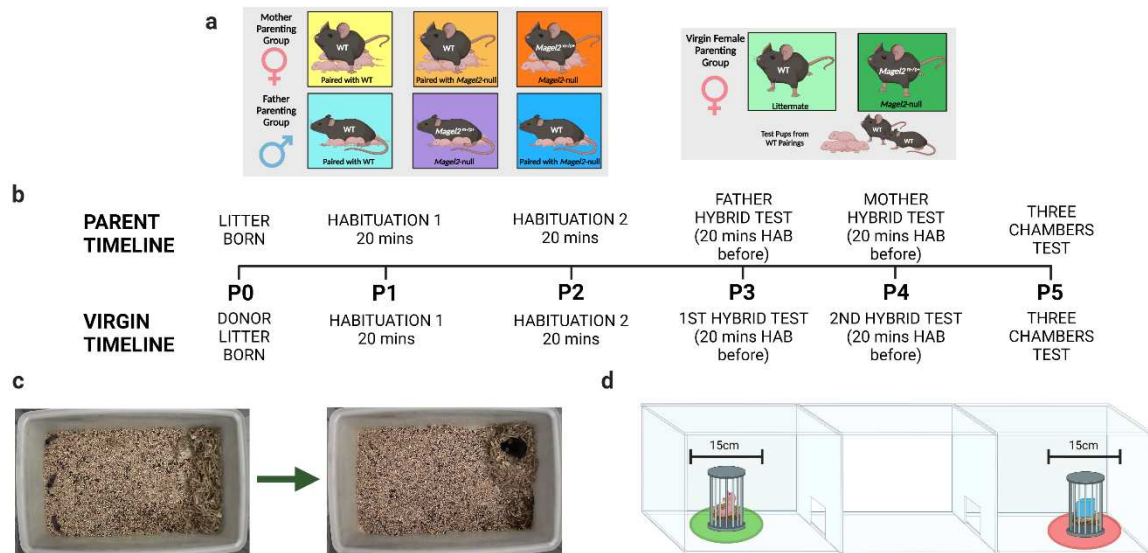 a
Mother
Parenting
Group
WT
Paired with WT
WT
Paired with Magel2-null
Magel2-null
Father
Parenting
Group
WT
Paired with WT
Magel2-null
WT
Paired with Magel2-null
Virgin Female
Parenting
Group
WT
Littermate
Magel2-null
Test Pups from
WT Pairings
WT
WT
b
PARENT
TIMELINE
LITTER
BORN
HABITUATION 1
20 mins
HABITUATION 2
20 mins
FATHER
HYBRID TEST
(20 mins HAB
before)
MOTHER
HYBRID TEST
(20 mins HAB
before)
THREE
CHAMBERS
TEST
P0
P1
P2
P3
P4
P5
VIRGIN
TIMELINE
DONOR
LITTER
BORN
HABITUATION 1
20 mins
HABITUATION 2
20 mins
1ST HYBRID TEST
(20 mins HAB
before)
2ND HYBRID TEST
(20 mins HAB
before)
THREE
CHAMBERS
TEST
c
d
15cm
15cm